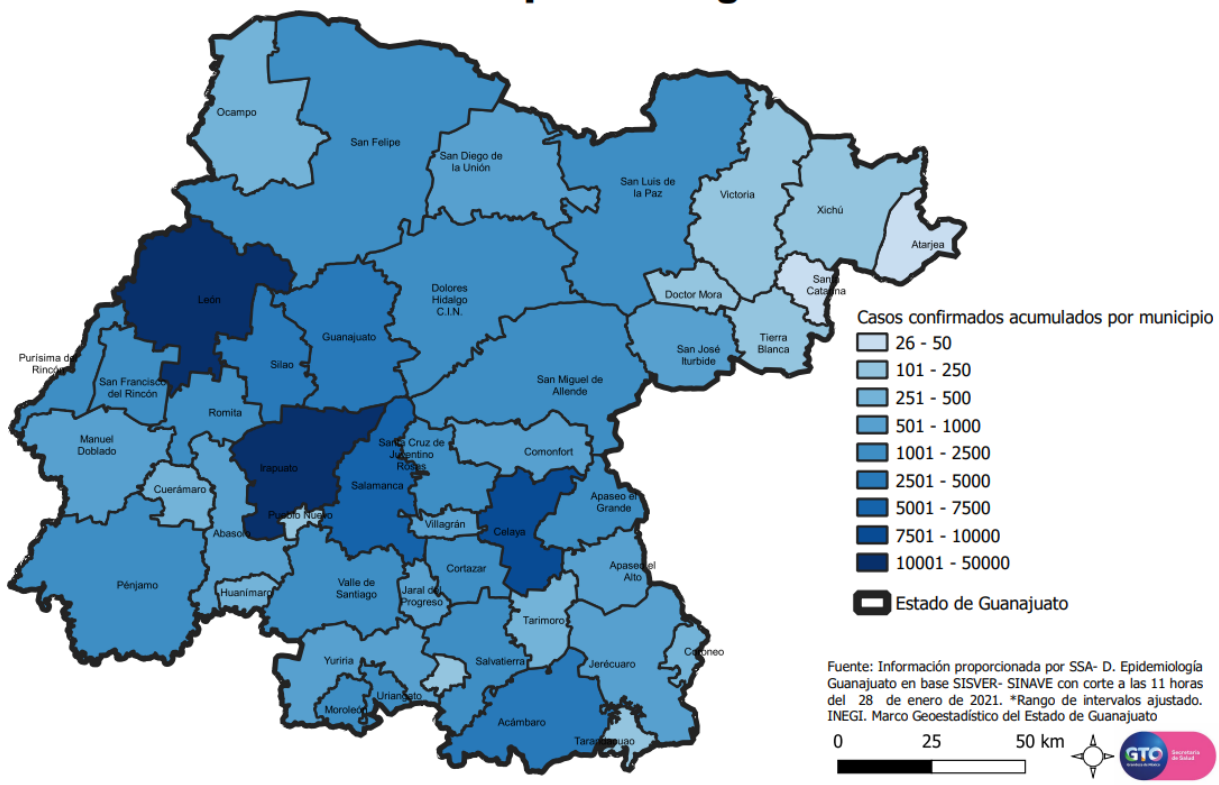 Ocampo
San Felipe
San Diego de
la Unión
San Luis de
la Paz
Victoria
Xichú
Atarjea
Santa
Catarina
Doctor Mora
León
Dolores
Hidalgo
C.I.N.
Guanajuato
Tierra
Blanca
San José
Iturbide
Purísima del
Rincón
Silao
San Francisco
del Rincón
San Miguel de
Allende
Romita
Manuel
Doblado
Santa Cruz de
Juventino
Rosas
Comonfort
Irapuato
Salamanca
Cuerámaro
Apaseo el
Grande
Pueblo Nuevo
Villagrán
Celaya
Abasolo
Pénjamo
Huanímaro
Valle de
Santiago
Cortazar
Apaseo el
Alto
Jaral del
Progreso
Tarimoro
Yuriria
Salvatierra
Jerécuaro
Coroneo
Uriangato
Moroleón
Acámbaro
Tarandacuao
Casos confirmados acumulados por municipio
26 - 50
101 - 250
251 - 500
501 - 1000
1001 - 2500
2501 - 5000
5001 - 7500
7501 - 10000
10001 - 50000
Estado de Guanajuato
Fuente: Información proporcionada por SSA- D. Epidemiología
Guanajuato en base SISVER- SINAVE con corte a las 11 horas
del 28 de enero de 2021. *Rango de intervalos ajustado.
INEGI. Marco Geoestadístico del Estado de Guanajuato
0 25 50 km
GTO
Secretaría
de Salud